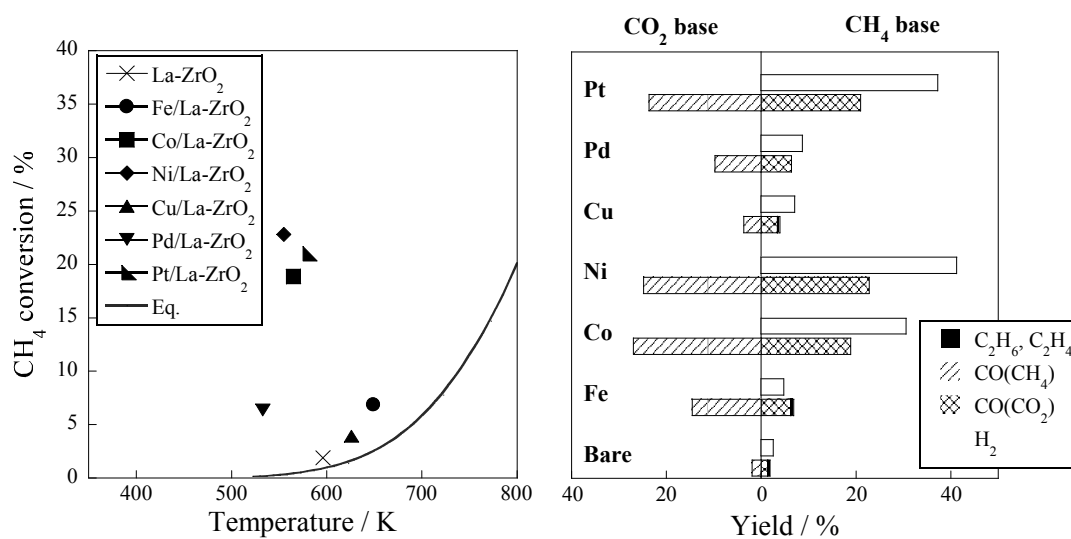 CH₄ conversion / %
40
35
30
25
20
15
10
5
0
La-ZrO₂
Fe/La-ZrO₂
Co/La-ZrO₂
Ni/La-ZrO₂
Cu/La-ZrO₂
Pd/La-ZrO₂
Pt/La-ZrO₂
Eq.
400 500 600 700 800
Temperature / K
CO₂ base CH₄ base
Pt
Pd
Cu
Ni
Co
Fe
Bare
C₂H₆, C₂H₄
CO(CH₄)
CO(CO₂)
H₂
40 20 0 20 40
Yield / %